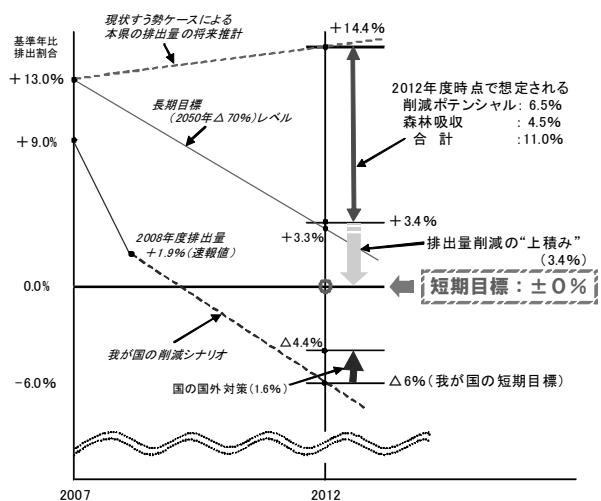 現状すう勢ケースによる
本県の排出量の将来推計
+14.4%
基準年比
排出割合
+13.0%
2012年度時点で想定される
削減ポテンシャル: 6.5%
森林吸収 : 4.5%
合 計 :11.0%
長期目標
(2050年△70%)レベル
+9.0%
+3.4%
+3.3%
2008年度排出量
+1.9%(速報値)
排出量削減の“上積み”
(3.4%)
0.0%
短期目標:±0%
△4.4%
我が国の削減シナリオ
国の国外対策(1.6%)
△6%(我が国の短期目標)
-6.0%
2007
2012